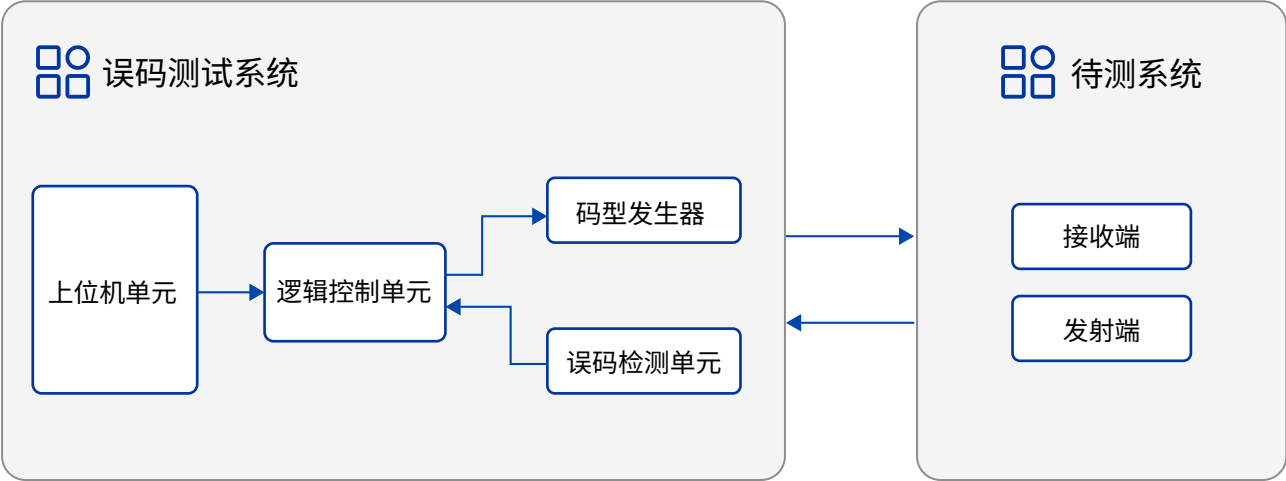 误码测试系统
待测系统
上位机单元
逻辑控制单元
码型发生器
误码检测单元
接收端
发射端